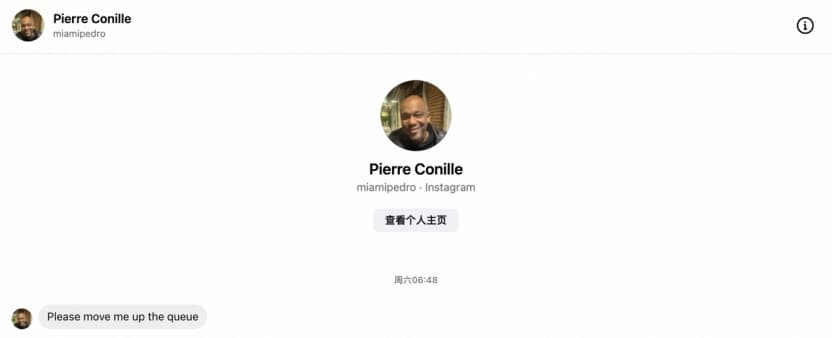 Pierre Conille
miamipedro
Pierre Conille
miamipedro · Instagram
查看个人主页
周六06:48
Please move me up the queue